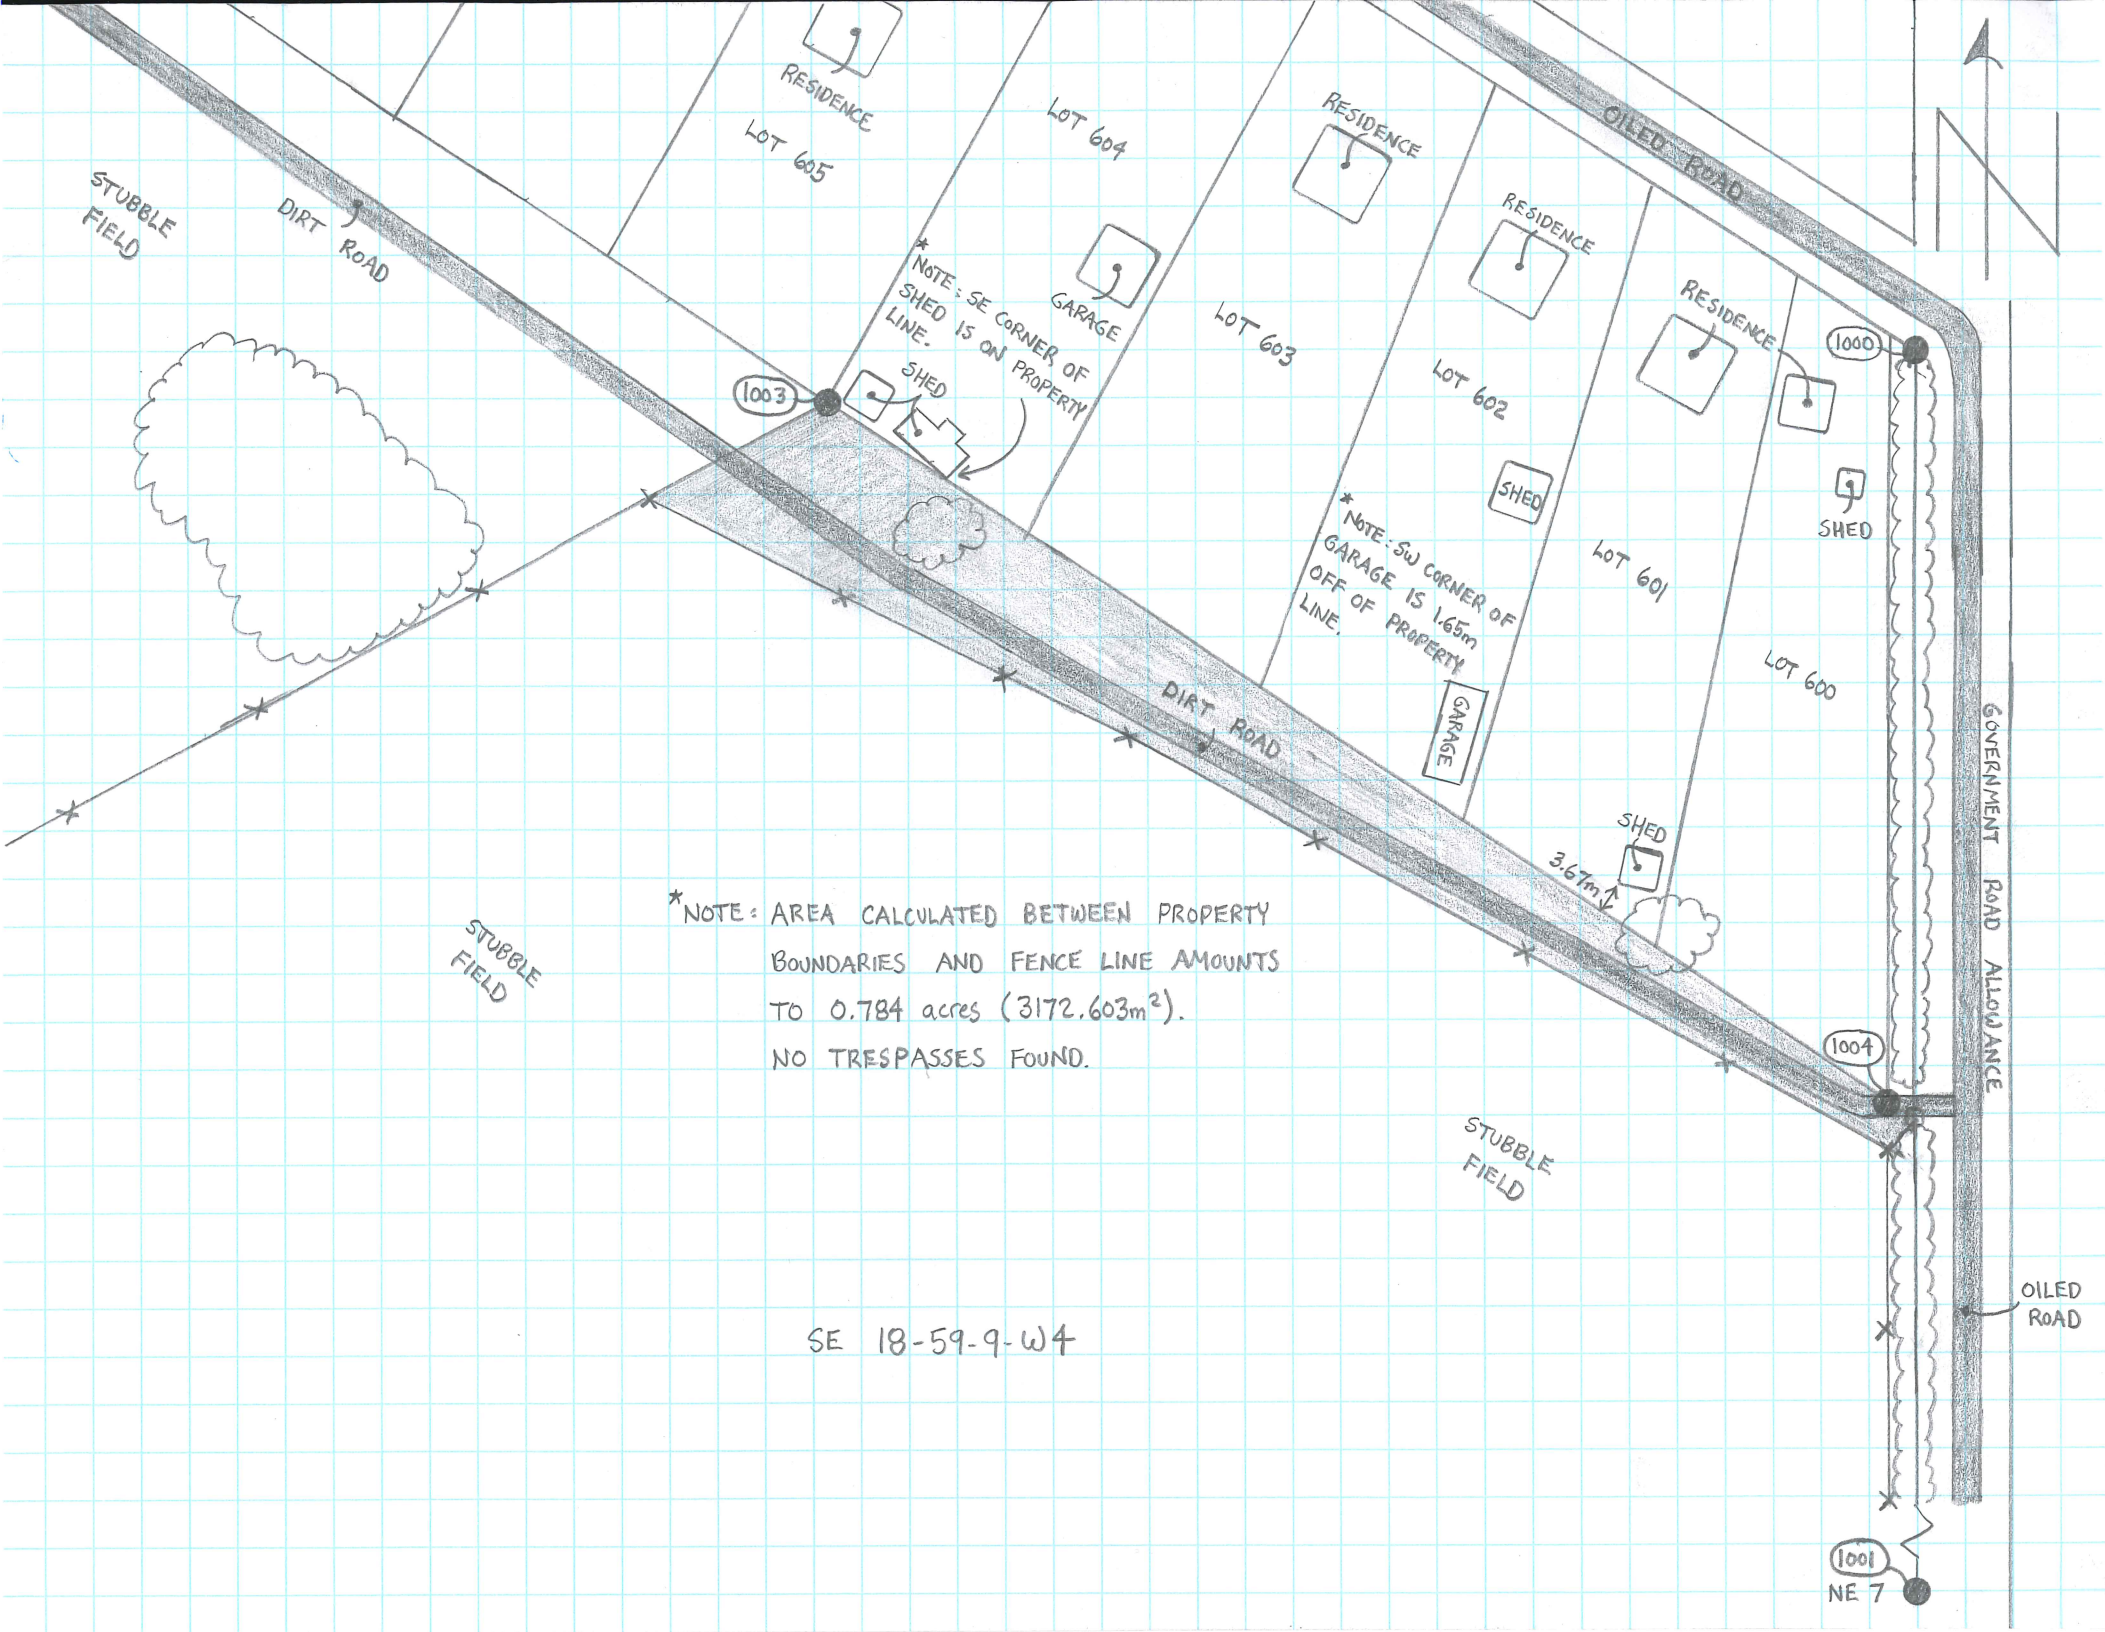 RESIDENCE
LOT 605
LOT 604
RESIDENCE
OILED ROAD
N
RESIDENCE
STUBBLE
FIELD
DIRT ROAD
*
NOTE: SE CORNER OF
SHED IS ON PROPERTY
LINE.
GARAGE
SHED
LOT 603
RESIDENCE
1000
1003
LOT 602
SHED
SHED
*
NOTE: SW CORNER OF
GARAGE IS 1.65m
OFF OF PROPERTY
LINE.
LOT 601
LOT 600
GARAGE
DIRT ROAD
GOVERNMENT ROAD ALLOWANCE
SHED
3.67m
*NOTE: AREA CALCULATED BETWEEN PROPERTY
BOUNDARIES AND FENCE LINE AMOUNTS
TO 0.784 acres (3172.603m²).
NO TRESPASSES FOUND.
STUBBLE
FIELD
1004
STUBBLE
FIELD
OILED
ROAD
SE 18-59-9-W4
1001
NE 7